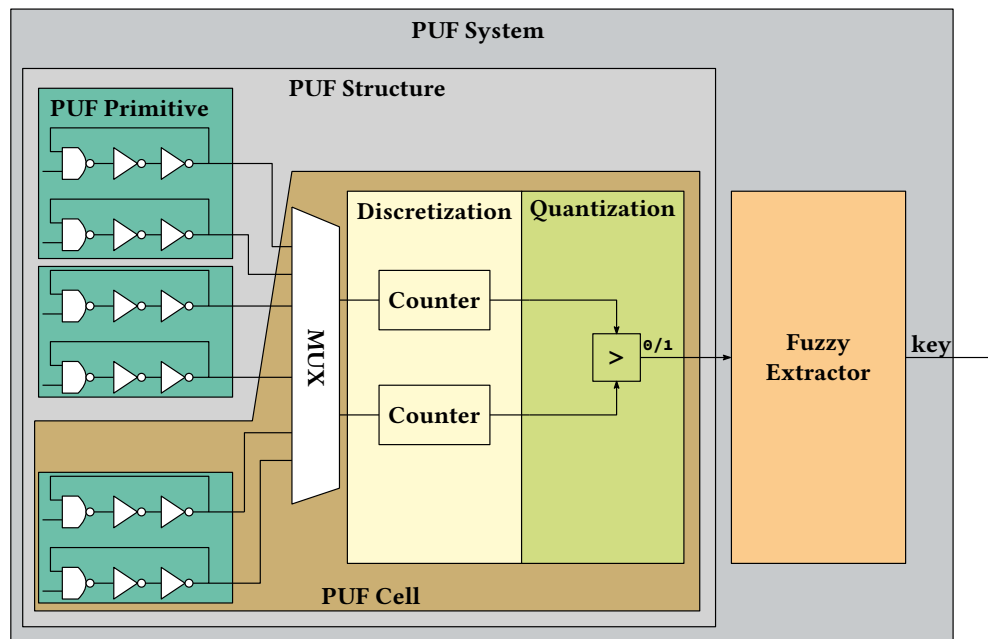 PUF System
PUF Structure
PUF Primitive
Discretization
Quantization
Counter
MUX
>
0/1
Fuzzy
Extractor
key
Counter
PUF Cell